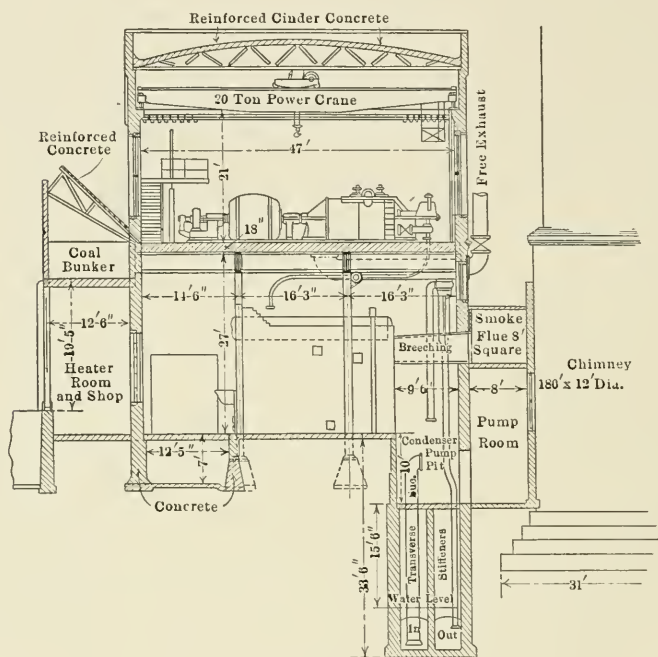 Reinforced Cinder Concrete
20 Ton Power Crane
Reinforced
Concrete
47'
21'
Free Exhaust
18"
Coal
Bunker
14'-6"
16'3"
16'3"
12'-6"
19'-5"
27'
Heater
Room
and Shop
Breeching
Smoke
Flue 8'
Square
Chimney
180' x 12' Dia.
9'6"
8'
Pump
Room
12'-5"
7'
Condenser
Pump
Pit
10'
Suc.
Concrete
15'6"
33'6"
Transverse
Stiffeners
Water Level
In
Out
31'